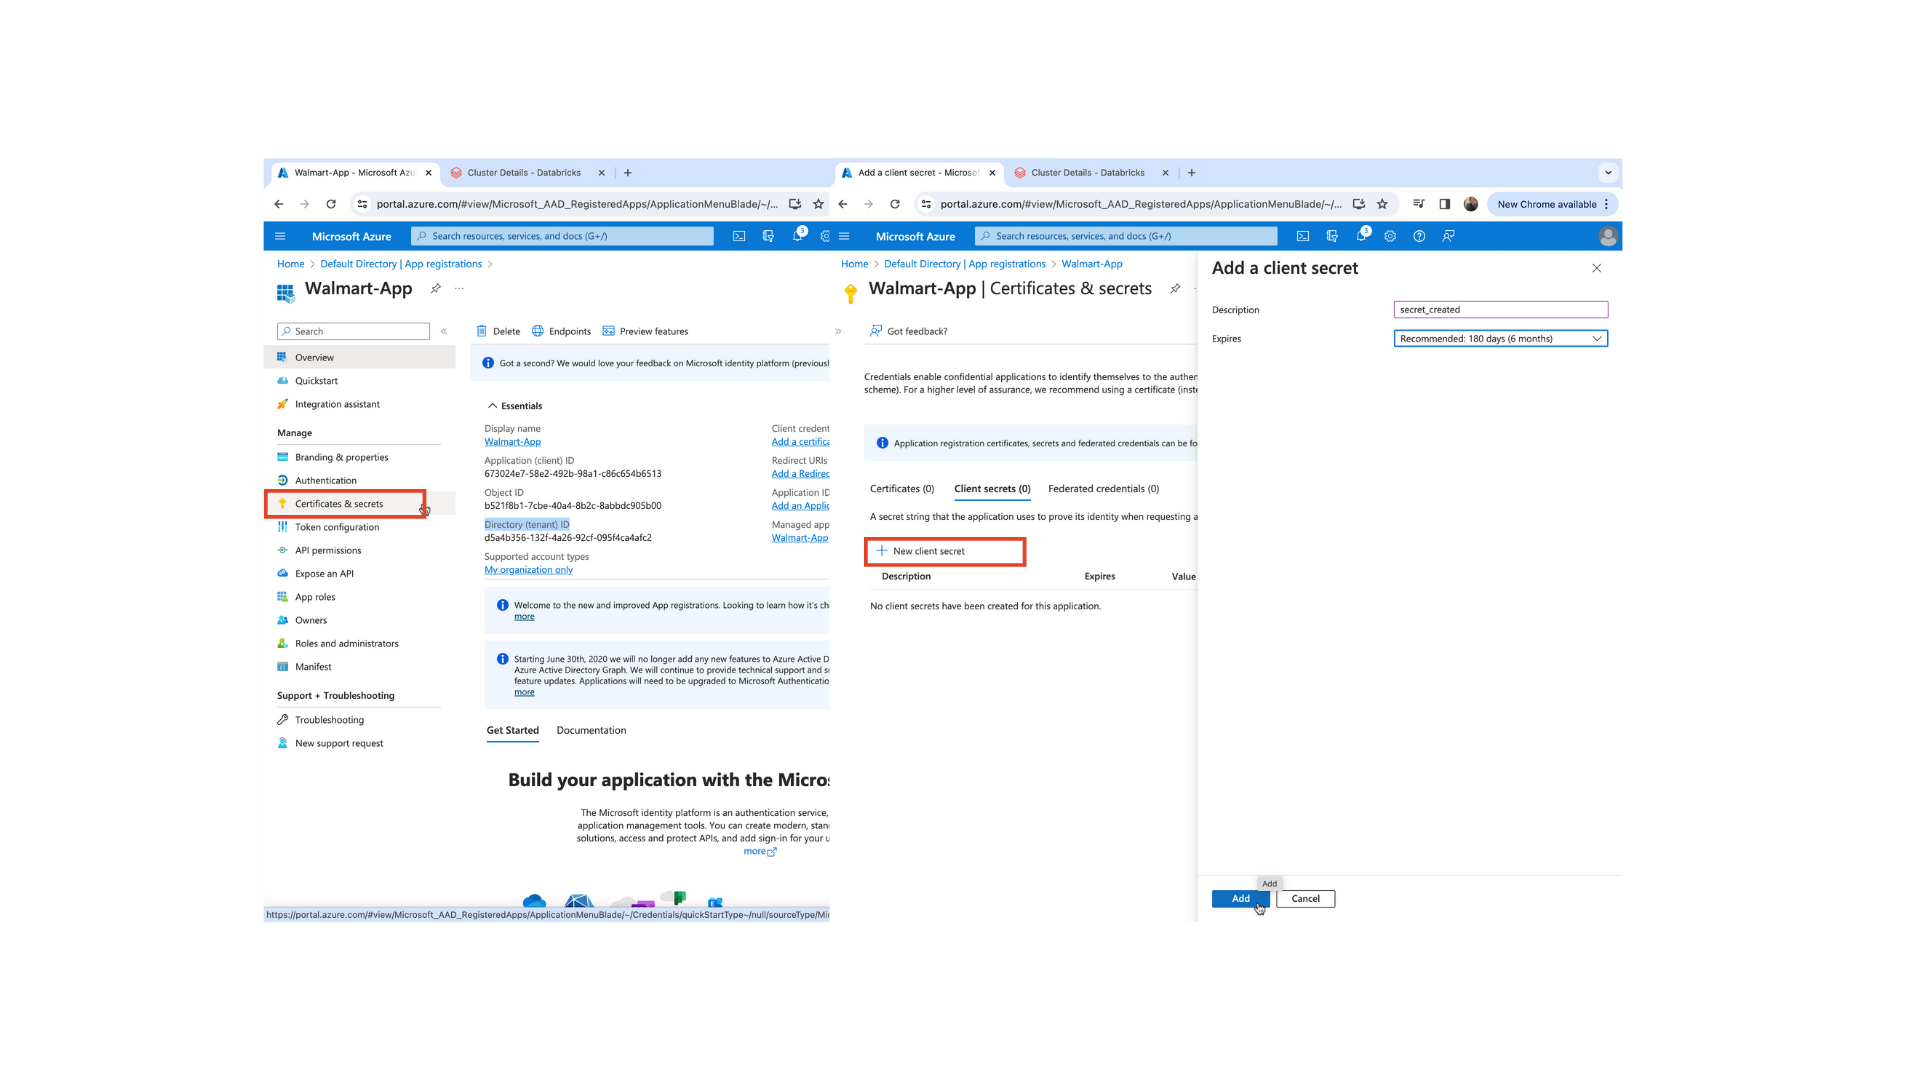 Walmart-App - Microsoft Azu
Cluster Details - Databricks
portal.azure.com/#view/Microsoft_AAD_RegisteredApps/ApplicationMenuBlade/~/...
Microsoft Azure
Search resources, services, and docs (G+/)
3
Home > Default Directory | App registrations >
Walmart-App
Search
Overview
Quickstart
Integration assistant
Manage
Branding & properties
Authentication
Certificates & secrets
Token configuration
API permissions
Expose an API
App roles
Owners
Roles and administrators
Manifest
Support + Troubleshooting
Troubleshooting
New support request
Delete
Endpoints
Preview features
Got a second? We would love your feedback on Microsoft identity platform (previousl
Essentials
Display name
Walmart-App
Application (client) ID
673024e7-58e2-492b-98a1-c86c654b6513
Object ID
b521f8b1-7cbe-40a4-8b2c-8abbdc905b00
Directory (tenant) ID
d5a4b356-132f-4a26-92cf-095f4ca4afc2
Supported account types
My organization only
Client credent
Add a certifica
Redirect URIs
Add a Redirec
Application ID
Add an Applic
Managed app
Walmart-App
Welcome to the new and improved App registrations. Looking to learn how it's ch
more
Starting June 30th, 2020 we will no longer add any new features to Azure Active D
Azure Active Directory Graph. We will continue to provide technical support and s
feature updates. Applications will need to be upgraded to Microsoft Authenticatio
more
Get Started
Documentation
Build your application with the Micro
The Microsoft identity platform is an authentication service,
application management tools. You can create modern, stan
solutions, access and protect APIs, and add sign-in for your u
more
https://portal.azure.com/#view/Microsoft_AAD_RegisteredApps/ApplicationMenuBlade/~/Credentials/quickStartType~/null/sourceType/Mi
Add a client secret - Microsof
Cluster Details - Databricks
portal.azure.com/#view/Microsoft_AAD_RegisteredApps/ApplicationMenuBlade/~/...
New Chrome available
Microsoft Azure
Search resources, services, and docs (G+/)
3
Home > Default Directory | App registrations > Walmart-App
Walmart-App | Certificates & secrets
Got feedback?
Credentials enable confidential applications to identify themselves to the authen
scheme). For a higher level of assurance, we recommend using a certificate (inste
Application registration certificates, secrets and federated credentials can be fo
Certificates (0)
Client secrets (0)
Federated credentials (0)
A secret string that the application uses to prove its identity when requesting a
New client secret
Description
Expires
Value
No client secrets have been created for this application.
Add a client secret
Description
secret_created
Expires
Recommended: 180 days (6 months)
Add
Add
Cancel